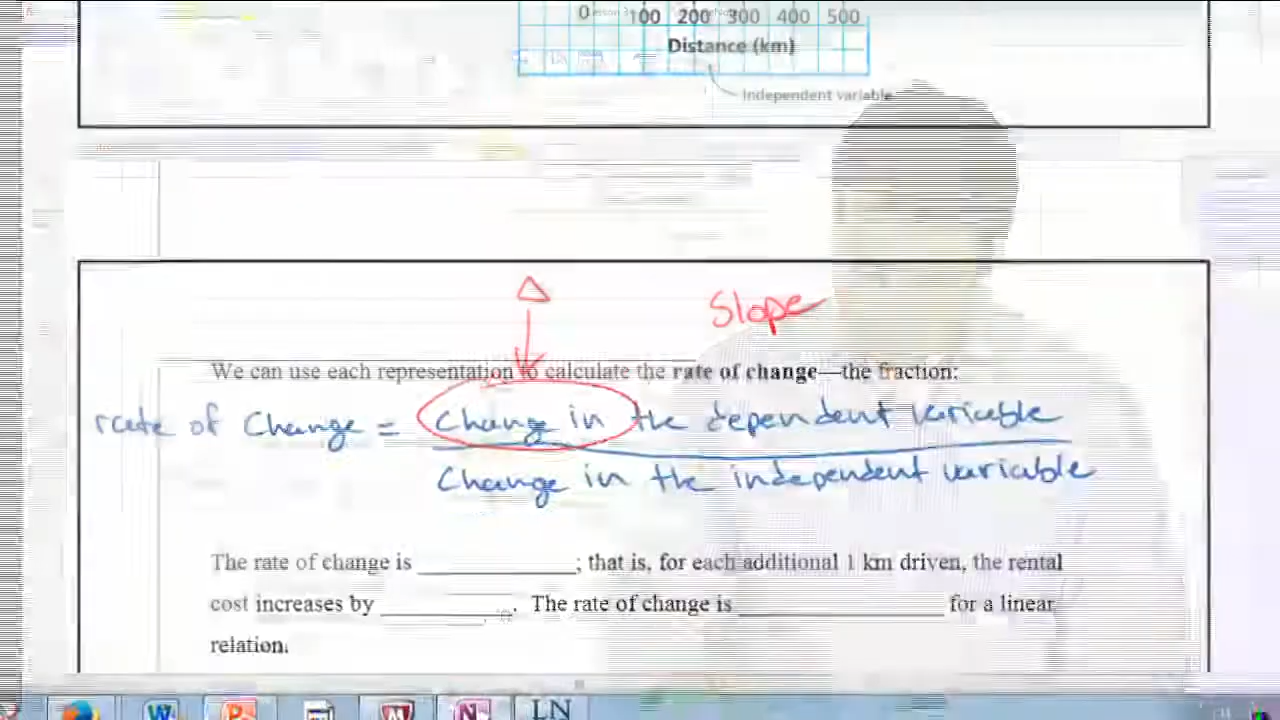 0 100 200 300 400 500
Distance (km)
Independent variable
Δ
Slope
We can use each representation to calculate the rate of change—the fraction:
rate of Change = Change in the dependent variable
Change in the independent variable
The rate of change is ____________; that is, for each additional 1 km driven, the rental
cost increases by __________. The rate of change is ________________ for a linear
relation.
LN